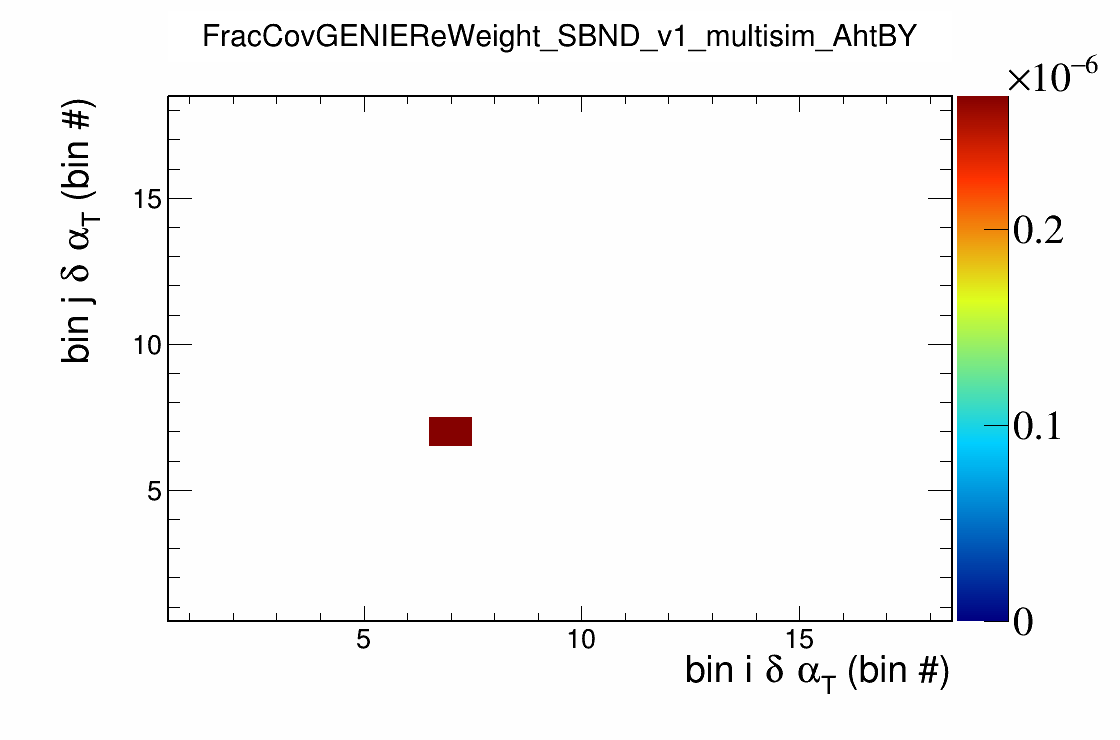 FracCovGENIEReWeight_SBND_v1_multisim_AhtBY
×10⁻⁶
bin j δ α_T (bin #)
15
10
5
0.2
0.1
0
5 10 15
bin i δ α_T (bin #)